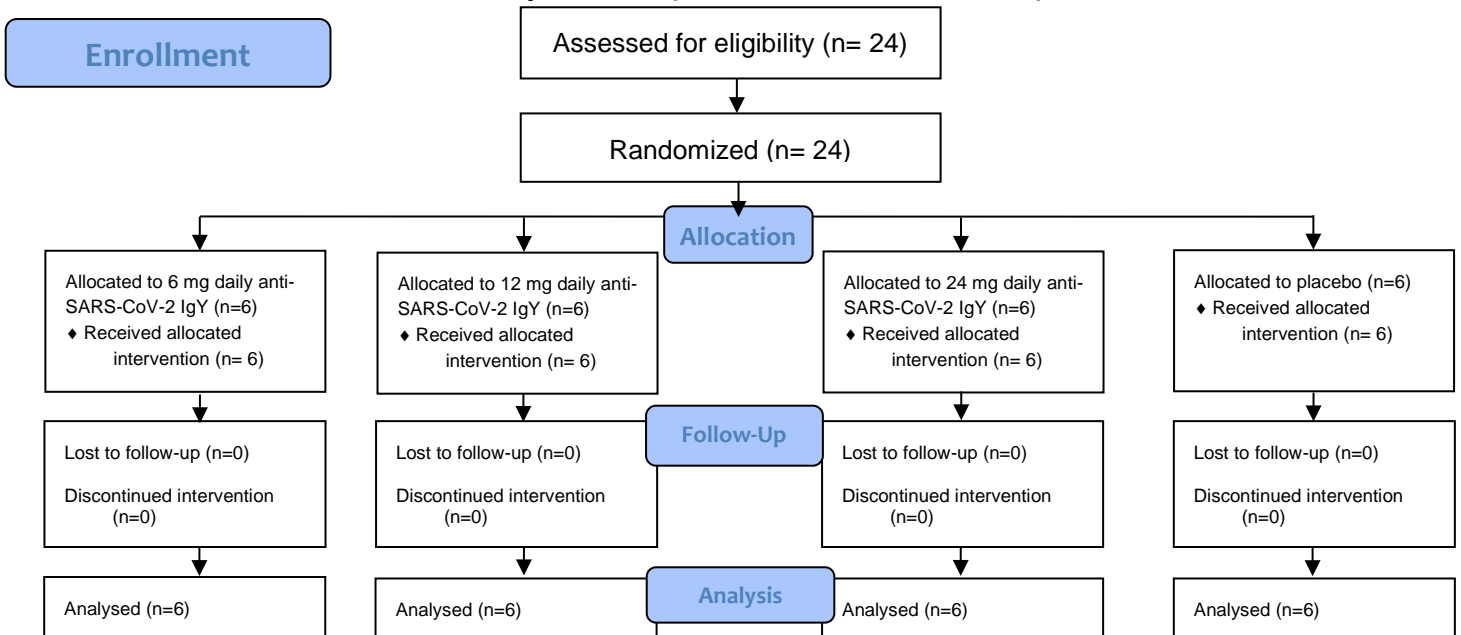 Enrollment
Assessed for eligibility (n= 24)
Randomized (n= 24)
Allocation
Allocated to 6 mg daily anti-
SARS-CoV-2 IgY (n=6)
♦ Received allocated
intervention (n= 6)
Allocated to 12 mg daily anti-
SARS-CoV-2 IgY (n=6)
♦ Received allocated
intervention (n= 6)
Allocated to 24 mg daily anti-
SARS-CoV-2 IgY (n=6)
♦ Received allocated
intervention (n= 6)
Allocated to placebo (n=6)
♦ Received allocated
intervention (n= 6)
Follow-Up
Lost to follow-up (n=0)
Discontinued intervention
(n=0)
Lost to follow-up (n=0)
Discontinued intervention
(n=0)
Lost to follow-up (n=0)
Discontinued intervention
(n=0)
Lost to follow-up (n=0)
Discontinued intervention
(n=0)
Analysis
Analysed (n=6)
Analysed (n=6)
Analysed (n=6)
Analysed (n=6)